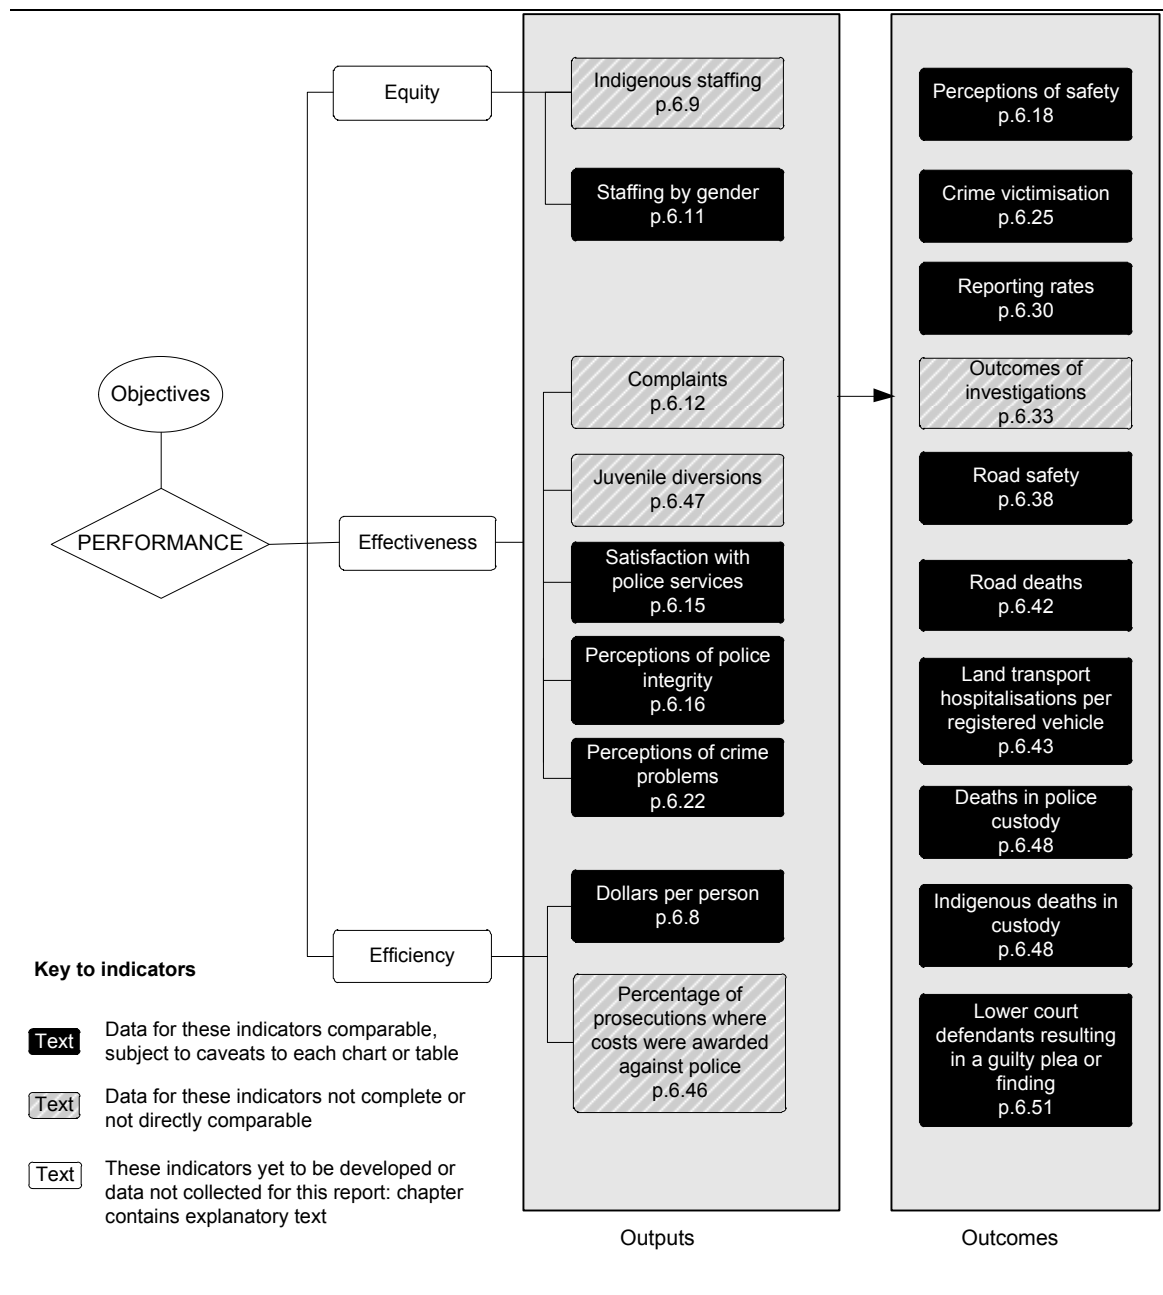 Objectives
PERFORMANCE
Equity
Effectiveness
Efficiency
Indigenous staffing
p.6.9
Staffing by gender
p.6.11
Complaints
p.6.12
Juvenile diversions
p.6.47
Satisfaction with
police services
p.6.15
Perceptions of police
integrity
p.6.16
Perceptions of crime
problems
p.6.22
Dollars per person
p.6.8
Percentage of
prosecutions where
costs were awarded
against police
p.6.46
Outputs
Perceptions of safety
p.6.18
Crime victimisation
p.6.25
Reporting rates
p.6.30
Outcomes of
investigations
p.6.33
Road safety
p.6.38
Road deaths
p.6.42
Land transport
hospitalisations per
registered vehicle
p.6.43
Deaths in police
custody
p.6.48
Indigenous deaths in
custody
p.6.48
Lower court
defendants resulting
in a guilty plea or
finding
p.6.51
Outcomes
Key to indicators
Text
Data for these indicators comparable,
subject to caveats to each chart or table
Text
Data for these indicators not complete or
not directly comparable
Text
These indicators yet to be developed or
data not collected for this report: chapter
contains explanatory text